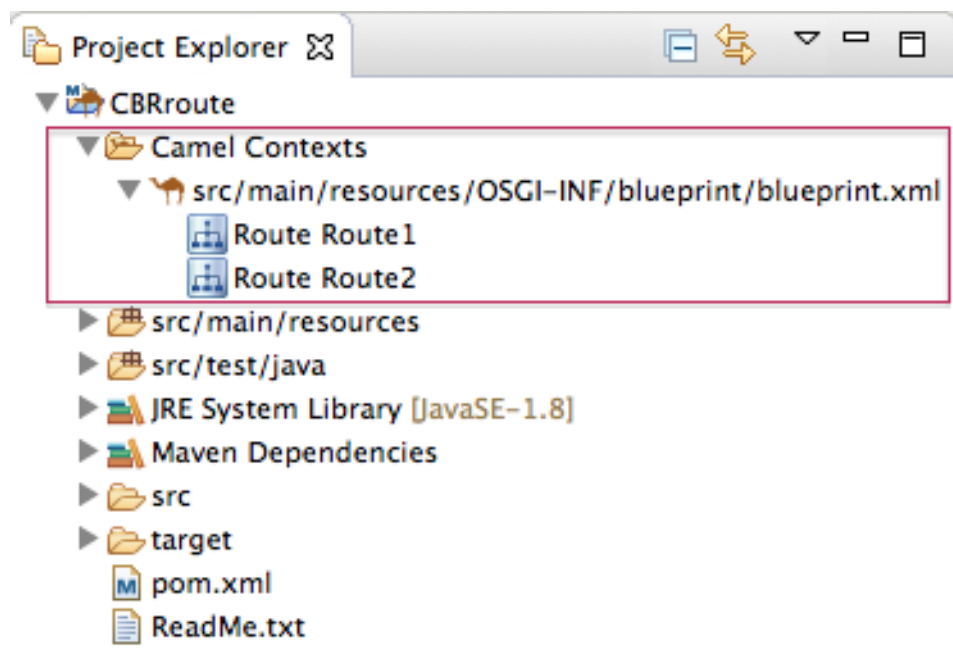 Project Explorer
CBRroute
Camel Contexts
src/main/resources/OSGI-INF/blueprint/blueprint.xml
Route Route1
Route Route2
src/main/resources
src/test/java
JRE System Library [JavaSE-1.8]
Maven Dependencies
src
target
pom.xml
ReadMe.txt